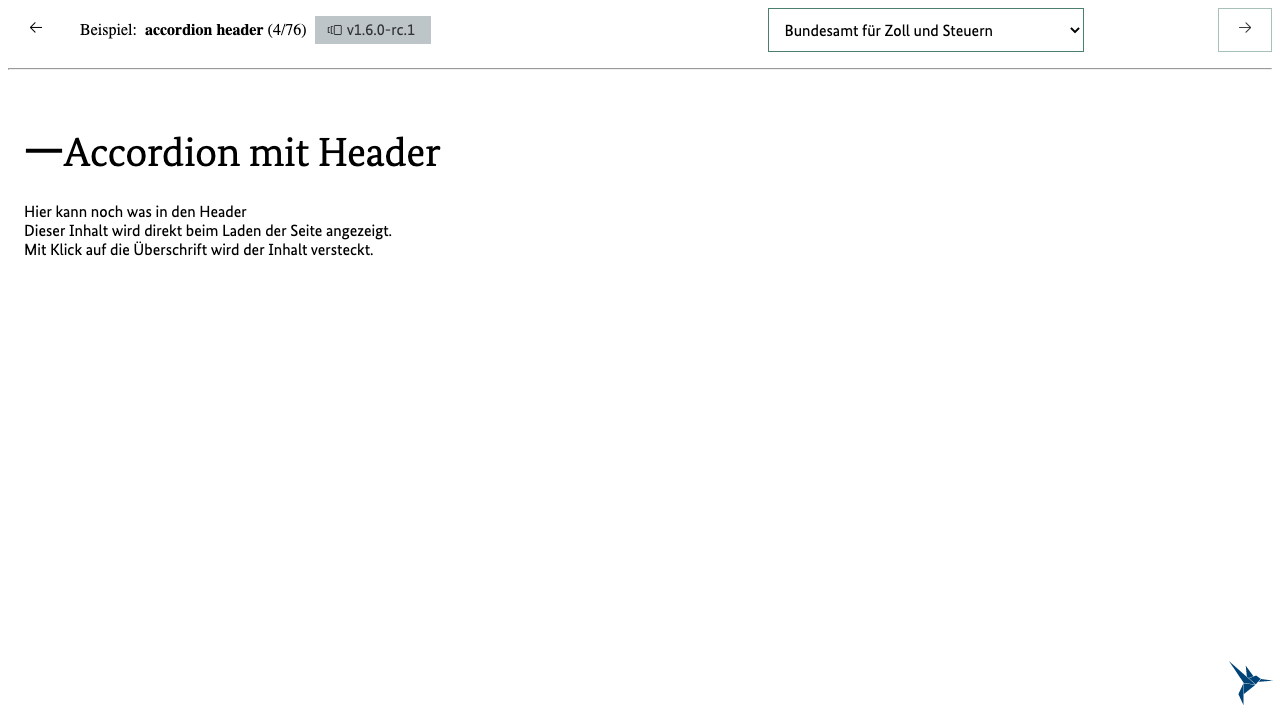 Beispiel: accordion header (4/76) v1.6.0-rc.1 Bundesamt für Zoll und Steuern
Accordion mit Header
Hier kann noch was in den Header
Dieser Inhalt wird direkt beim Laden der Seite angezeigt.
Mit Klick auf die Überschrift wird der Inhalt versteckt.